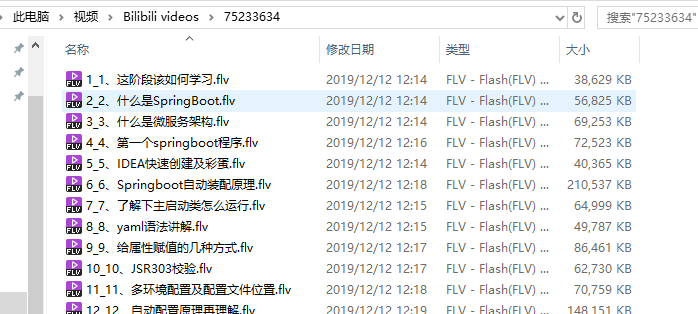 此电脑 > 视频 > Bilibili videos > 75233634 搜索"75233634"
名称 修改日期 类型 大小
1_1、这阶段该如何学习.flv 2019/12/12 12:14 FLV - Flash(FLV) ... 38,629 KB
2_2、什么是SpringBoot.flv 2019/12/12 12:14 FLV - Flash(FLV) ... 56,825 KB
3_3、什么是微服务架构.flv 2019/12/12 12:14 FLV - Flash(FLV) ... 69,253 KB
4_4、第一个springboot程序.flv 2019/12/12 12:16 FLV - Flash(FLV) ... 72,523 KB
5_5、IDEA快速创建及彩蛋.flv 2019/12/12 12:14 FLV - Flash(FLV) ... 40,365 KB
6_6、Springboot自动装配原理.flv 2019/12/12 12:18 FLV - Flash(FLV) ... 210,537 KB
7_7、了解下主启动类怎么运行.flv 2019/12/12 12:15 FLV - Flash(FLV) ... 64,999 KB
8_8、yaml语法讲解.flv 2019/12/12 12:15 FLV - Flash(FLV) ... 49,787 KB
9_9、给属性赋值的几种方式.flv 2019/12/12 12:17 FLV - Flash(FLV) ... 86,461 KB
10_10、JSR303校验.flv 2019/12/12 12:17 FLV - Flash(FLV) ... 62,730 KB
11_11、多环境配置及配置文件位置.flv 2019/12/12 12:18 FLV - Flash(FLV) ... 70,759 KB
12_12、自动配置原理再理解.flv 2019/12/12 12:19 FLV - Flash(FLV) ... 148,151 KB